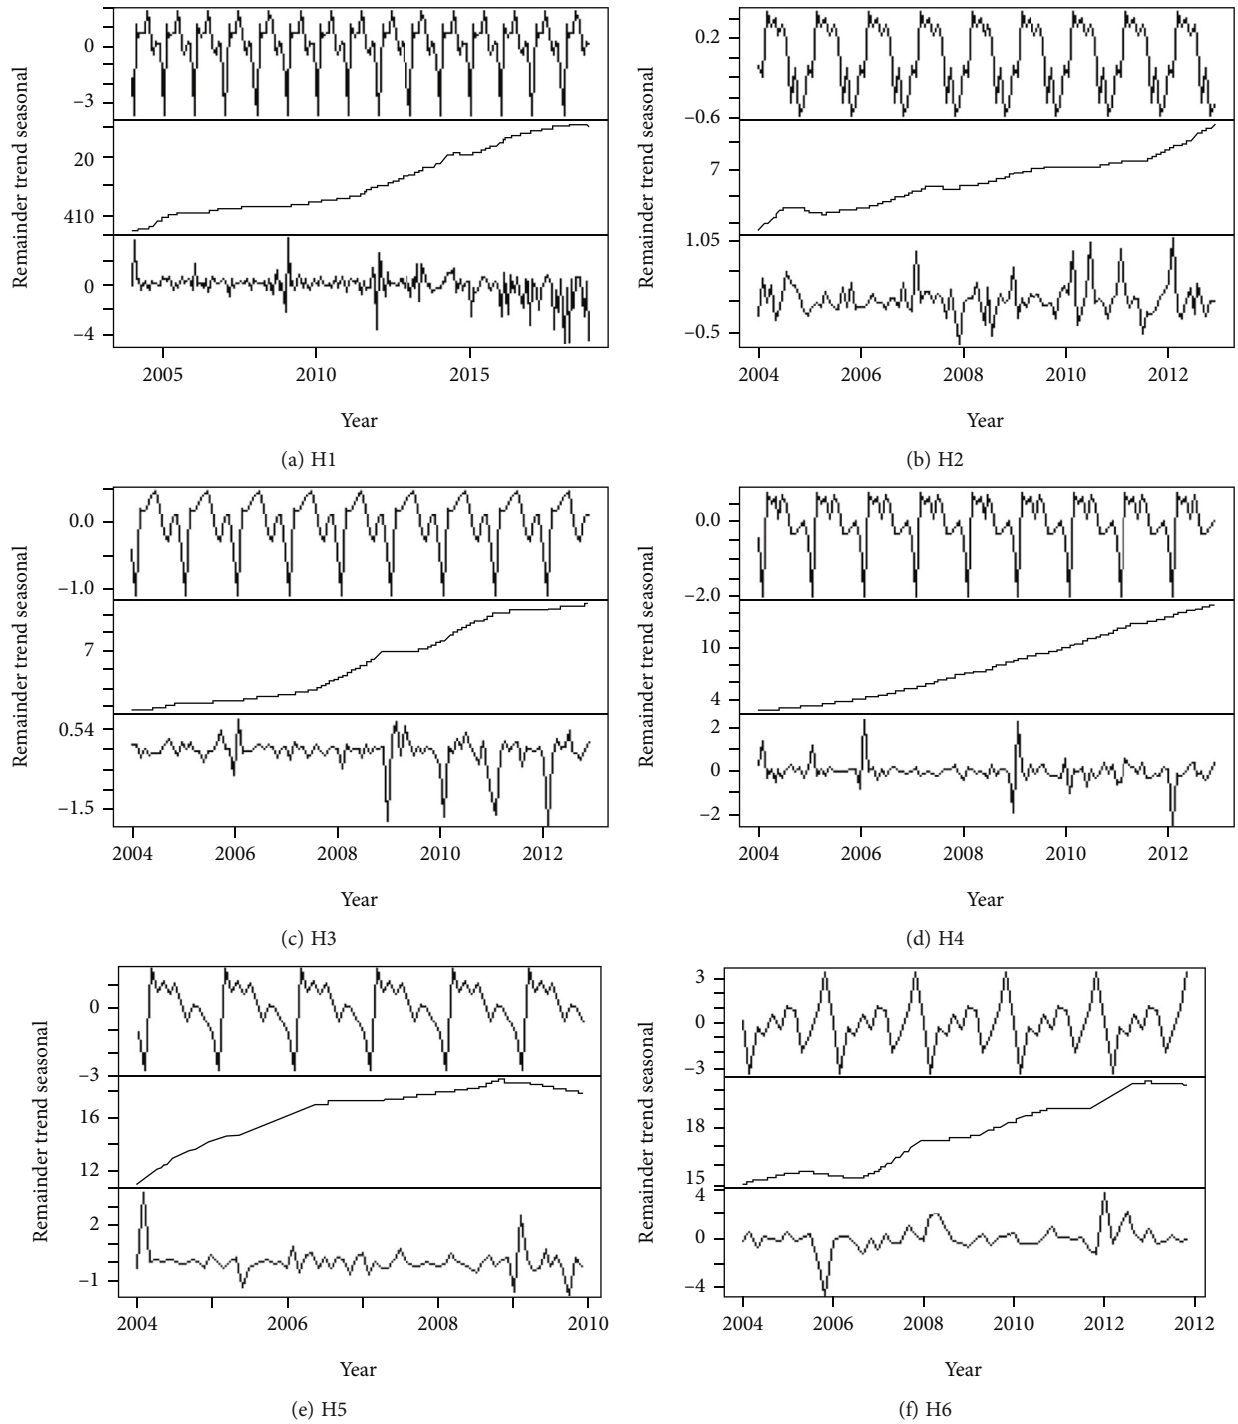 Remainder trend seasonal
0
−3
20
410
0
−4
2005 2010 2015
Year
(a) H1
Remainder trend seasonal
0.2
−0.6
7
1.05
−0.5
2004 2006 2008 2010 2012
Year
(b) H2
Remainder trend seasonal
0.0
−1.0
7
0.54
−1.5
2004 2006 2008 2010 2012
Year
(c) H3
Remainder trend seasonal
0.0
−2.0
10
4
2
0
−2
2004 2006 2008 2010 2012
Year
(d) H4
Remainder trend seasonal
0
−3
16
12
2
−1
2004 2006 2008 2010
Year
(e) H5
Remainder trend seasonal
3
0
−3
18
15
4
0
−4
2004 2006 2008 2010 2012 2012
Year
(f) H6